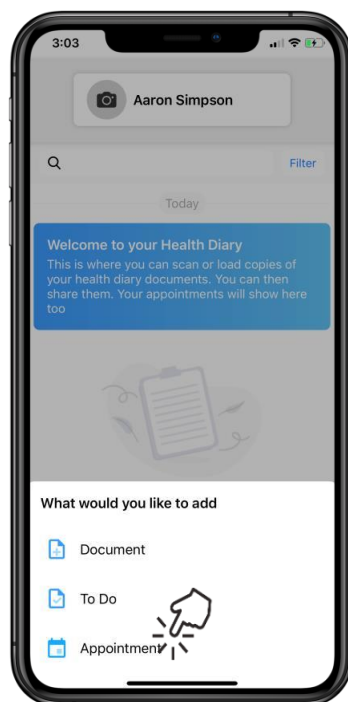 3:03
Aaron Simpson
Filter
Today
Welcome to your Health Diary
This is where you can scan or load copies of
your health diary documents. You can then
share them. Your appointments will show here
too
What would you like to add
Document
To Do
Appointment